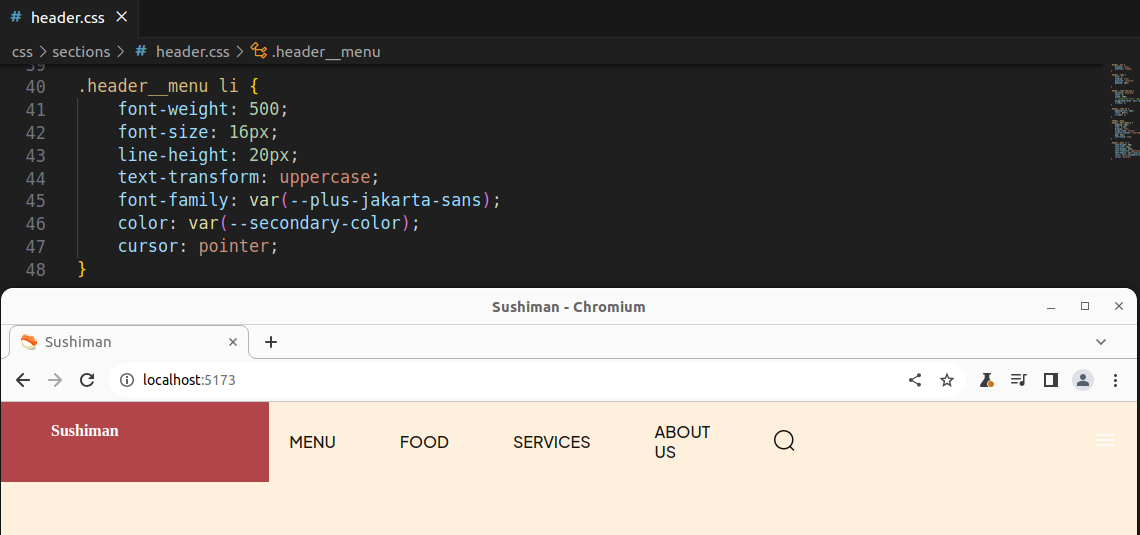 # header.css ×
css > sections > # header.css > .header__menu
39
40 .header__menu li {
41 font-weight: 500;
42 font-size: 16px;
43 line-height: 20px;
44 text-transform: uppercase;
45 font-family: var(--plus-jakarta-sans);
46 color: var(--secondary-color);
47 cursor: pointer;
48 }
Sushiman - Chromium
Sushiman
localhost:5173
Sushiman
MENU FOOD SERVICES ABOUT
US